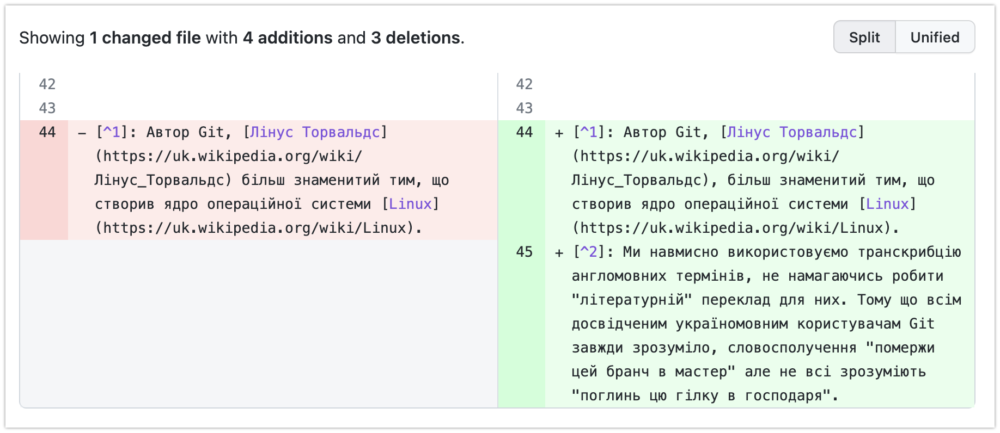 Showing 1 changed file with 4 additions and 3 deletions.
Split Unified
42
43
44 – [^1]: Автор Git, [Лінус Торвальдс]
(https://uk.wikipedia.org/wiki/
Лінус_Торвальдс) більш знаменитий тим, що
створив ядро операційної системи [Linux]
(https://uk.wikipedia.org/wiki/Linux).
42
43
44 + [^1]: Автор Git, [Лінус Торвальдс]
(https://uk.wikipedia.org/wiki/
Лінус_Торвальдс), більш знаменитий тим, що
створив ядро операційної системи [Linux]
(https://uk.wikipedia.org/wiki/Linux).
45 + [^2]: Ми навмисно використовуємо транскрибцію
англомовних термінів, не намагаючись робити
"літературній" переклад для них. Тому що всім
досвідченим україномовним користувачам Git
завжди зрозуміло, словосполучення "помержи
цей бранч в мастер" але не всі зрозуміють
"поглинь цю гілку в господаря".